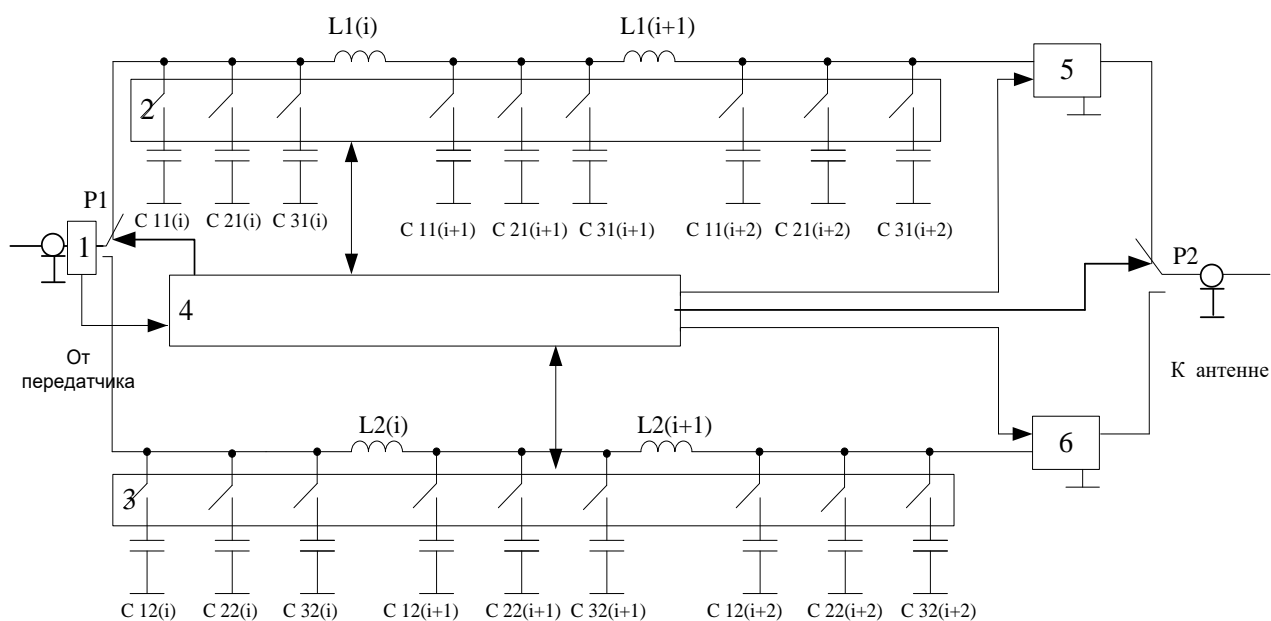 L1(i)
L1(i+1)
5
2
P1
C 11(i)
C 21(i)
C 31(i)
C 11(i+1)
C 21(i+1)
C 31(i+1)
C 11(i+2)
C 21(i+2)
C 31(i+2)
1
P2
4
От
передатчика
К антенне
L2(i)
L2(i+1)
6
3
C 12(i)
C 22(i)
C 32(i)
C 12(i+1)
C 22(i+1)
C 32(i+1)
C 12(i+2)
C 22(i+2)
C 32(i+2)